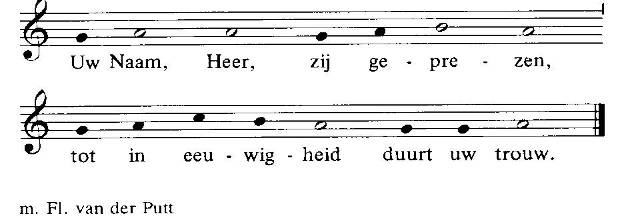 Uw Naam, Heer, zij ge - pre - zen,
tot in eeu - wig - heid duurt uw trouw.
m. Fl. van der Putt